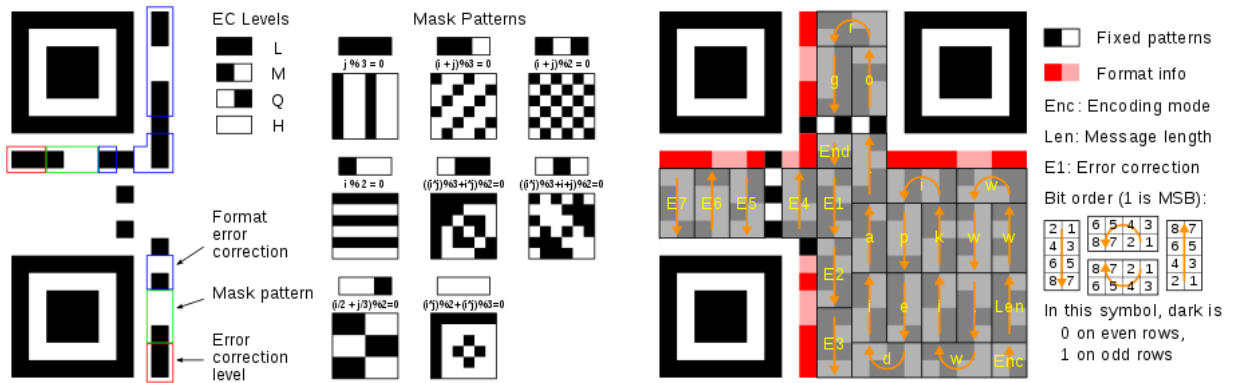 EC Levels
L
M
Q
H
Mask Patterns
j % 3 = 0
(i + j)%3 = 0
(i + j)%2 = 0
i % 2 = 0
((i*j)%3+i*j)%2=0
((i*j)%3+i+j)%2=0
(i/2 + j/3)%2=0
(i*j)%2+(i*j)%3=0
Format
error
correction
Mask pattern
Error
correction
level
r
g
o
End
.
i
w
E7
E6
E5
E4
E1
a
p
k
w
w
E2
i
e
i
.
Len
E3
d
w
Enc
Fixed patterns
Format info
Enc: Encoding mode
Len: Message length
E1: Error correction
Bit order (1 is MSB):
2 1
4 3
6 5
8 7
6 5 4 3
8 7 2 1
8 7 2 1
6 5 4 3
8 7
6 5
4 3
2 1
In this symbol, dark is
0 on even rows,
1 on odd rows